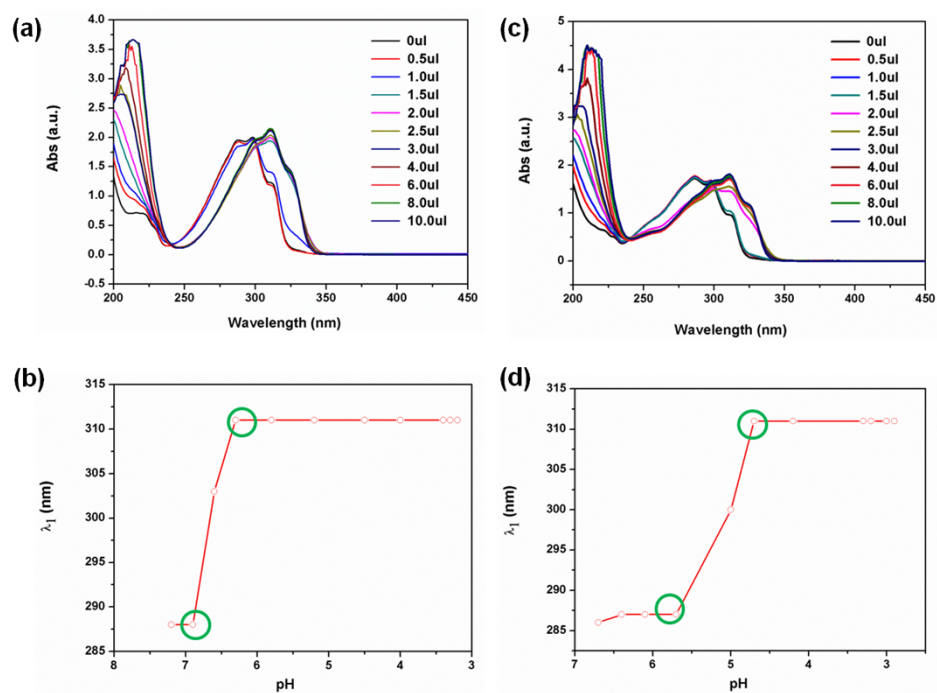 (a)
4.0
3.5
3.0
2.5
2.0
1.5
1.0
0.5
0.0
-0.5
Abs (a.u.)
200 250 300 350 400 450
Wavelength (nm)
0ul
0.5ul
1.0ul
1.5ul
2.0ul
2.5ul
3.0ul
4.0ul
6.0ul
8.0ul
10.0ul
(c)
5
4
3
2
1
0
Abs (a.u.)
200 250 300 350 400 450
Wavelength (nm)
0ul
0.5ul
1.0ul
1.5ul
2.0ul
2.5ul
3.0ul
4.0ul
6.0ul
8.0ul
10.0ul
(b)
315
310
305
300
295
290
285
λ1 (nm)
8 7 6 5 4 3
pH
(d)
315
310
305
300
295
290
285
λ1 (nm)
7 6 5 4 3
pH